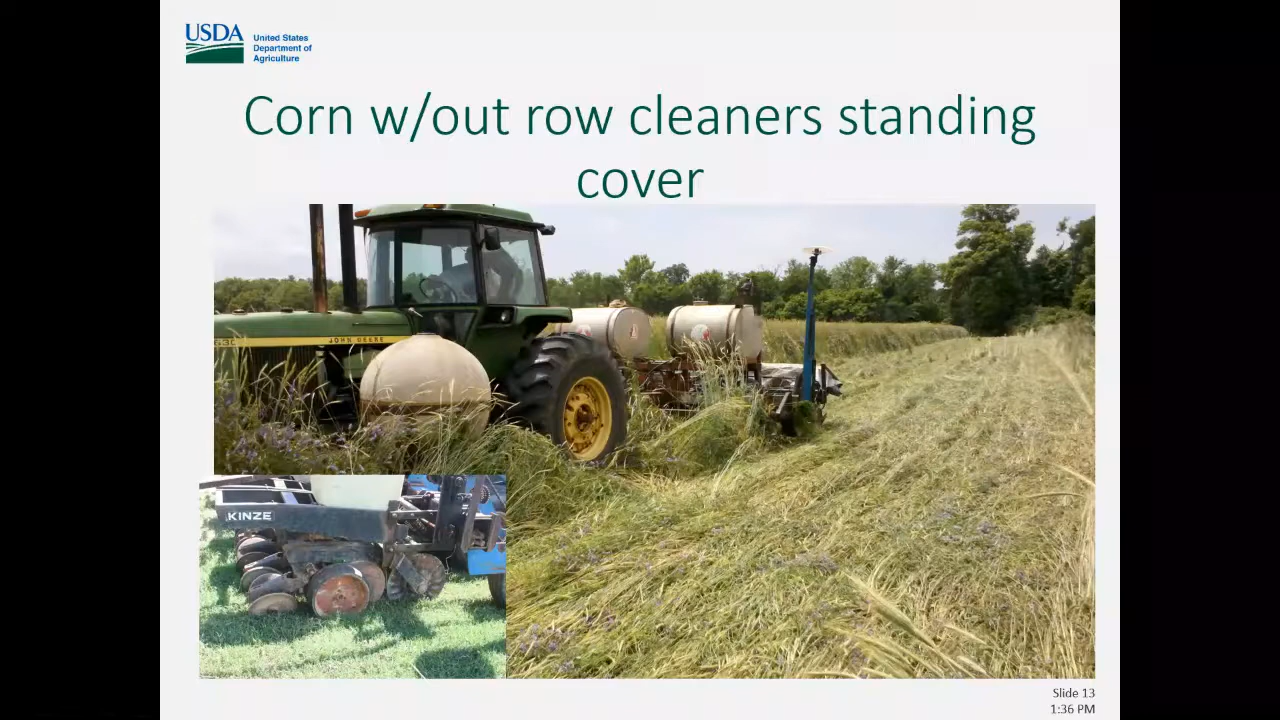 USDA
United States
Department of
Agriculture
Corn w/out row cleaners standing
cover
630
JOHN DEERE
KINZE
Slide 13
1:36 PM